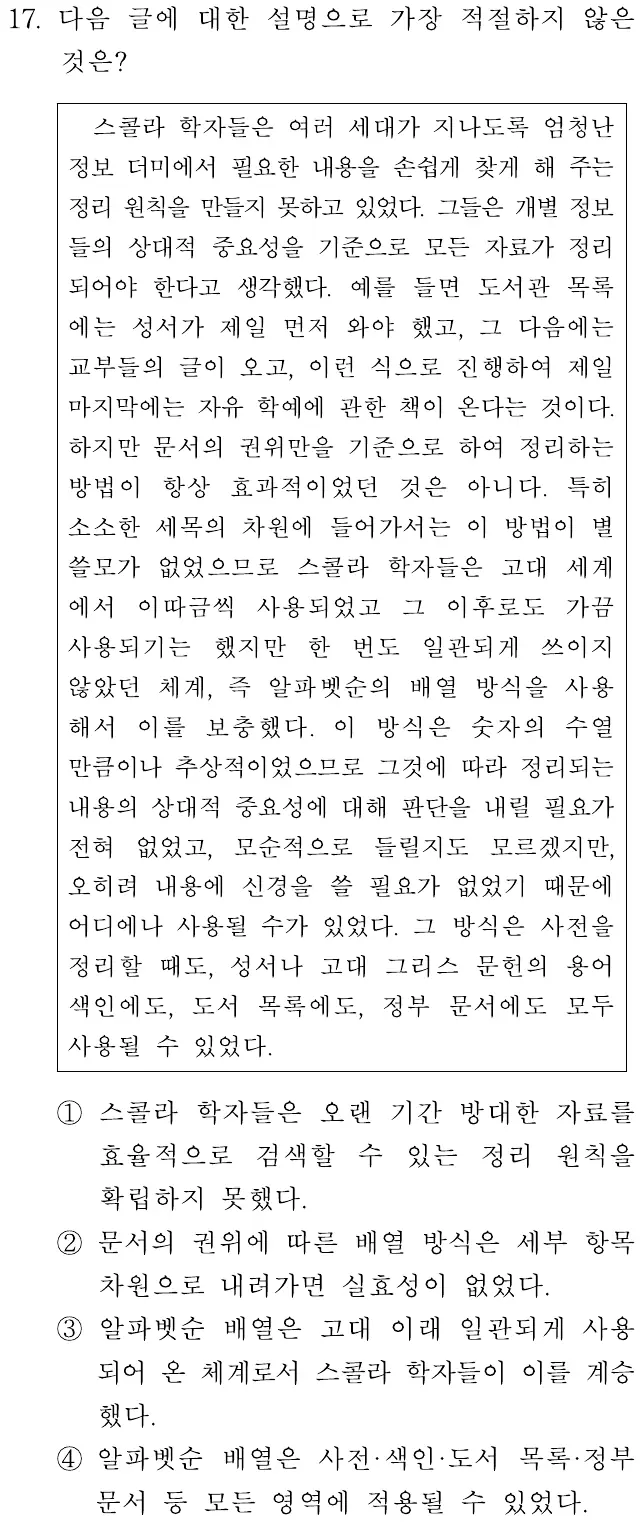 17. 다음 글에 대한 설명으로 가장 적절하지 않은
것은?
스콜라 학자들은 여러 세대가 지나도록 엄청난
정보 더미에서 필요한 내용을 손쉽게 찾게 해 주는
정리 원칙을 만들지 못하고 있었다. 그들은 개별 정보
들의 상대적 중요성을 기준으로 모든 자료가 정리
되어야 한다고 생각했다. 예를 들면 도서관 목록
에는 성서가 제일 먼저 와야 했고, 그 다음에는
교부들의 글이 오고, 이런 식으로 진행하여 제일
마지막에는 자유 학예에 관한 책이 온다는 것이다.
하지만 문서의 권위만을 기준으로 하여 정리하는
방법이 항상 효과적이었던 것은 아니다. 특히
소소한 세목의 차원에 들어가서는 이 방법이 별
쓸모가 없었으므로 스콜라 학자들은 고대 세계
에서 이따금씩 사용되었고 그 이후로도 가끔
사용되기는 했지만 한 번도 일관되게 쓰이지
않았던 체계, 즉 알파벳순의 배열 방식을 사용
해서 이를 보충했다. 이 방식은 숫자의 수열
만큼이나 추상적이었으므로 그것에 따라 정리되는
내용의 상대적 중요성에 대해 판단을 내릴 필요가
전혀 없었고, 모순적으로 들릴지도 모르겠지만,
오히려 내용에 신경을 쓸 필요가 없었기 때문에
어디에나 사용될 수가 있었다. 그 방식은 사전을
정리할 때도, 성서나 고대 그리스 문헌의 용어
색인에도, 도서 목록에도, 정부 문서에도 모두
사용될 수 있었다.
① 스콜라 학자들은 오랜 기간 방대한 자료를
효율적으로 검색할 수 있는 정리 원칙을
확립하지 못했다.
② 문서의 권위에 따른 배열 방식은 세부 항목
차원으로 내려가면 실효성이 없었다.
③ 알파벳순 배열은 고대 이래 일관되게 사용
되어 온 체계로서 스콜라 학자들이 이를 계승
했다.
④ 알파벳순 배열은 사전·색인·도서 목록·정부
문서 등 모든 영역에 적용될 수 있었다.